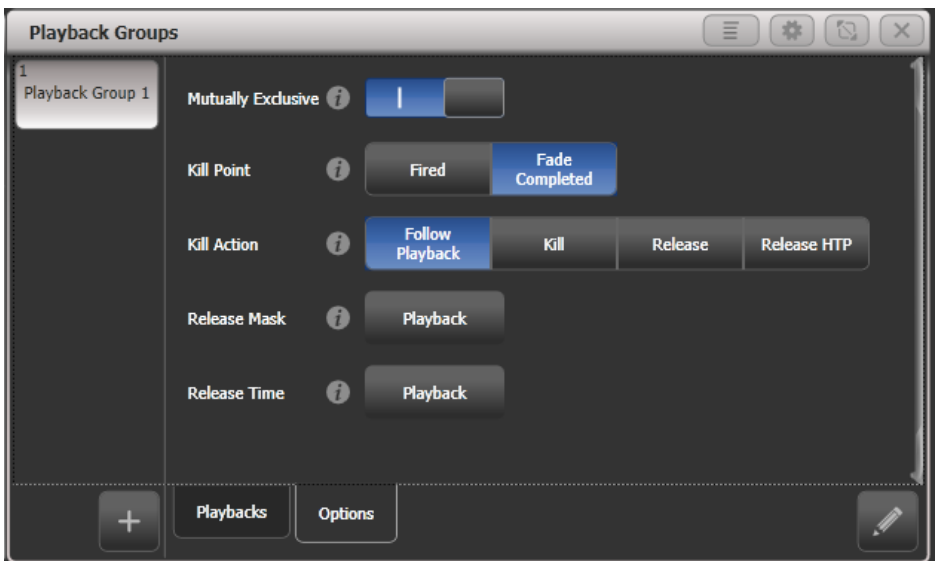 Playback Groups
1
Playback Group 1
Mutually Exclusive i
Kill Point i Fired Fade
Completed
Kill Action i Follow
Playback Kill Release Release HTP
Release Mask i Playback
Release Time i Playback
Playbacks Options